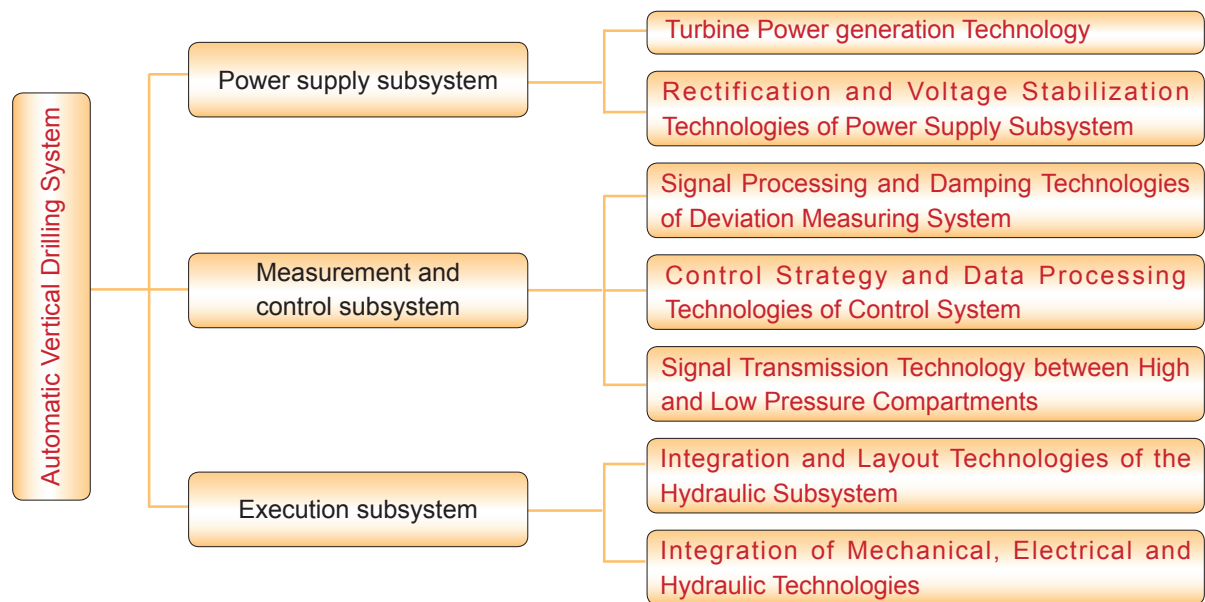 Automatic Vertical Drilling System
Power supply subsystem
Turbine Power generation Technology
Rectification and Voltage Stabilization
Technologies of Power Supply Subsystem
Measurement and
control subsystem
Signal Processing and Damping Technologies
of Deviation Measuring System
Control Strategy and Data Processing
Technologies of Control System
Signal Transmission Technology between High
and Low Pressure Compartments
Execution subsystem
Integration and Layout Technologies of the
Hydraulic Subsystem
Integration of Mechanical, Electrical and
Hydraulic Technologies